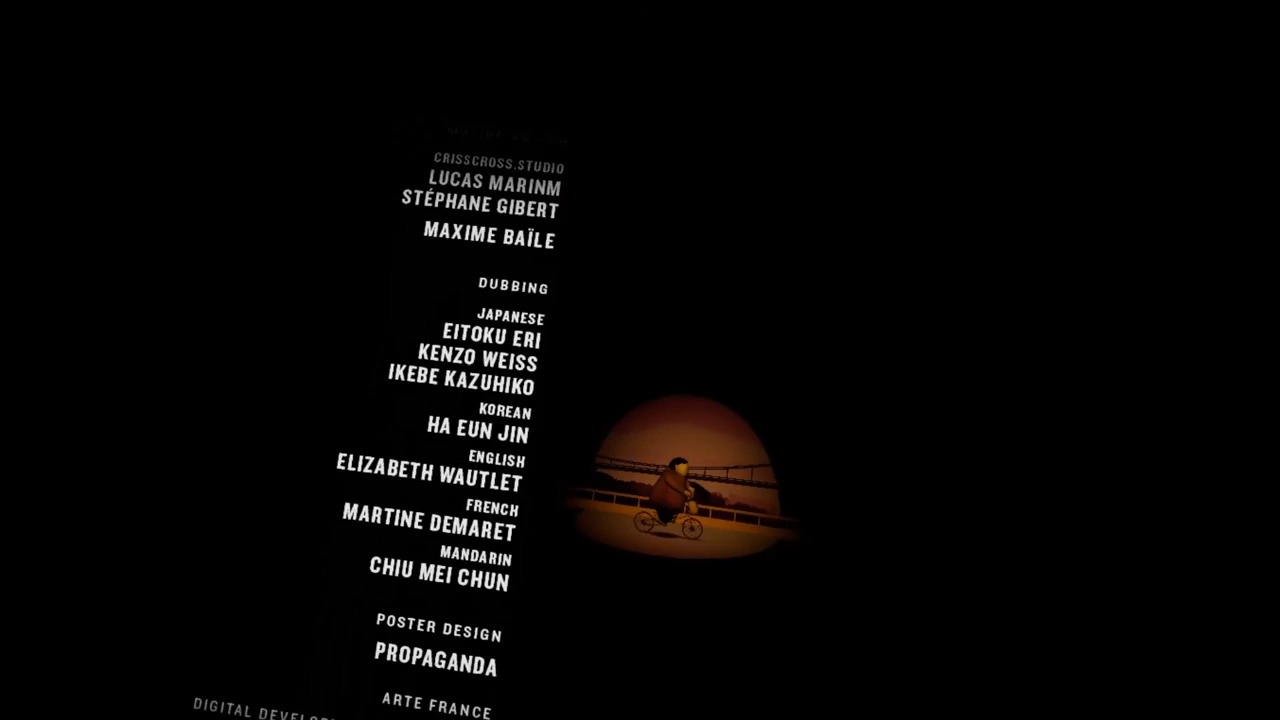 CRISSCROSS.STUDIO
LUCAS MARINM
STÉPHANE GIBERT
MAXIME BAÏLE
DUBBING
JAPANESE
EITOKU ERI
KENZO WEISS
IKEBE KAZUHIKO
KOREAN
HA EUN JIN
ENGLISH
ELIZABETH WAUTLET
FRENCH
MARTINE DEMARET
MANDARIN
CHIU MEI CHUN
POSTER DESIGN
PROPAGANDA
ARTE FRANCE
DIGITAL